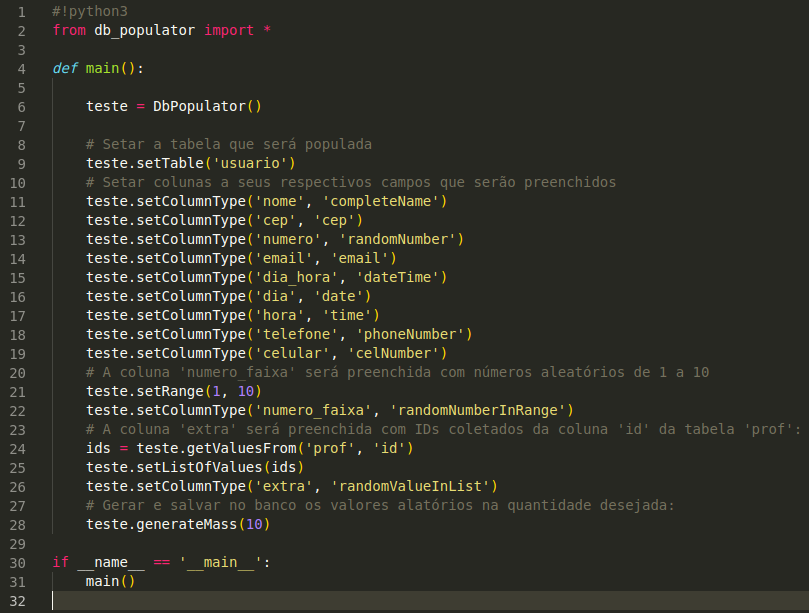 1 #!python3
2 from db_populator import *
3
4 def main():
5
6 teste = DbPopulator()
7
8 # Setar a tabela que será populada
9 teste.setTable('usuario')
10 # Setar colunas a seus respectivos campos que serão preenchidos
11 teste.setColumnType('nome', 'completeName')
12 teste.setColumnType('cep', 'cep')
13 teste.setColumnType('numero', 'randomNumber')
14 teste.setColumnType('email', 'email')
15 teste.setColumnType('dia_hora', 'dateTime')
16 teste.setColumnType('dia', 'date')
17 teste.setColumnType('hora', 'time')
18 teste.setColumnType('telefone', 'phoneNumber')
19 teste.setColumnType('celular', 'celNumber')
20 # A coluna 'numero_faixa' será preenchida com números aleatórios de 1 a 10
21 teste.setRange(1, 10)
22 teste.setColumnType('numero_faixa', 'randomNumberInRange')
23 # A coluna 'extra' será preenchida com IDs coletados da coluna 'id' da tabela 'prof':
24 ids = teste.getValuesFrom('prof', 'id')
25 teste.setListOfValues(ids)
26 teste.setColumnType('extra', 'randomValueInList')
27 # Gerar e salvar no banco os valores alatórios na quantidade desejada:
28 teste.generateMass(10)
29
30 if __name__ == '__main__':
31 main()
32